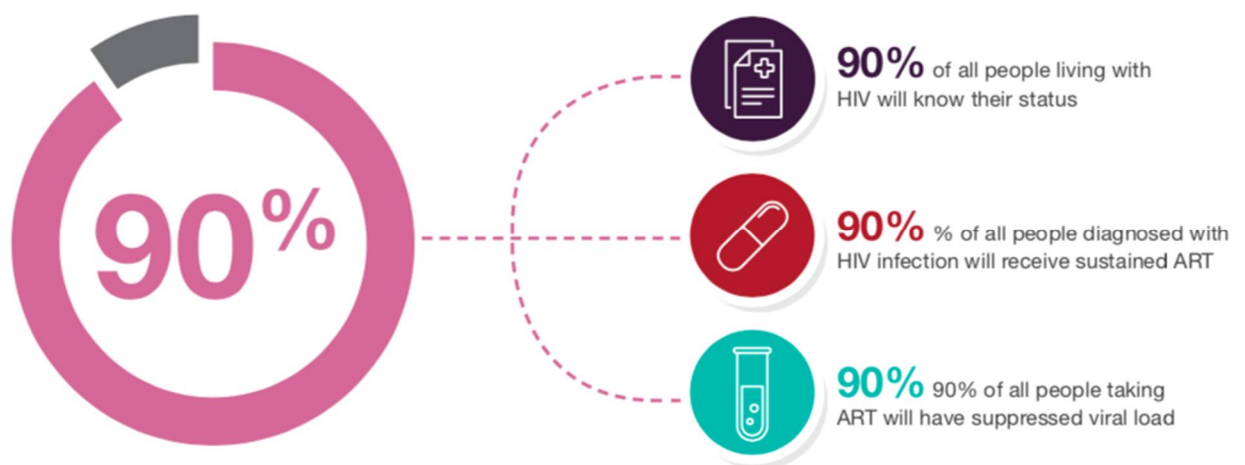 90%
90% of all people living with
HIV will know their status
90% % of all people diagnosed with
HIV infection will receive sustained ART
90% 90% of all people taking
ART will have suppressed viral load